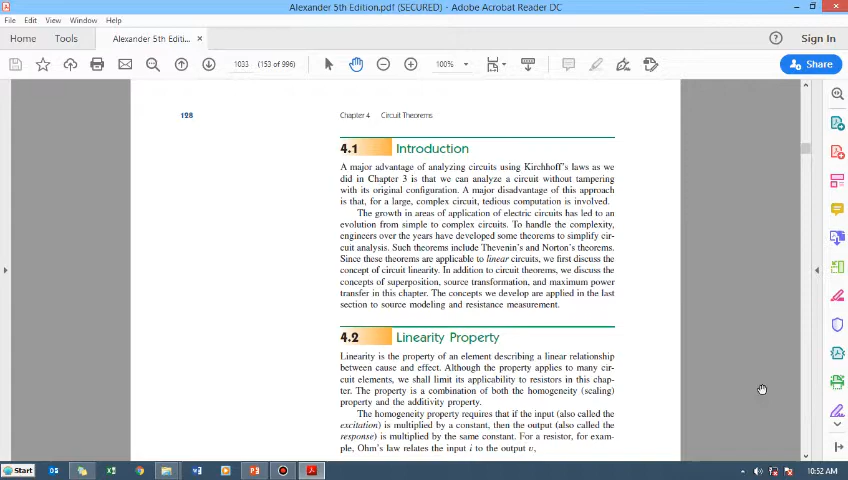 Alexander 5th Edition.pdf (SECURED) - Adobe Acrobat Reader DC
File Edit View Window Help
Home Tools Alexander 5th Editi... × Sign In
1033 (153 of 996) 100% Share
128 Chapter 4 Circuit Theorems
4.1 Introduction
A major advantage of analyzing circuits using Kirchhoff's laws as we
did in Chapter 3 is that we can analyze a circuit without tampering
with its original configuration. A major disadvantage of this approach
is that, for a large, complex circuit, tedious computation is involved.
The growth in areas of application of electric circuits has led to an
evolution from simple to complex circuits. To handle the complexity,
engineers over the years have developed some theorems to simplify cir-
cuit analysis. Such theorems include Thevenin's and Norton's theorems.
Since these theorems are applicable to linear circuits, we first discuss the
concept of circuit linearity. In addition to circuit theorems, we discuss the
concepts of superposition, source transformation, and maximum power
transfer in this chapter. The concepts we develop are applied in the last
section to source modeling and resistance measurement.
4.2 Linearity Property
Linearity is the property of an element describing a linear relationship
between cause and effect. Although the property applies to many cir-
cuit elements, we shall limit its applicability to resistors in this chap-
ter. The property is a combination of both the homogeneity (scaling)
property and the additivity property.
The homogeneity property requires that if the input (also called the
excitation) is multiplied by a constant, then the output (also called the
response) is multiplied by the same constant. For a resistor, for exam-
ple, Ohm's law relates the input i to the output v,
Start 10:52 AM